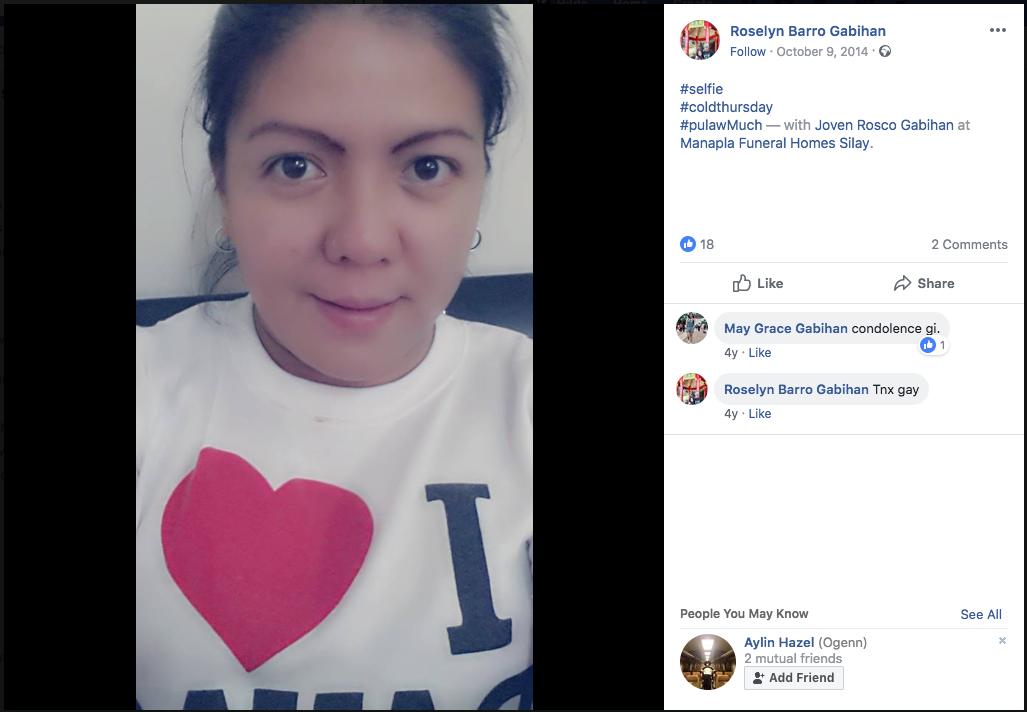 Roselyn Barro Gabihan
Follow · October 9, 2014 ·
#selfie
#coldthursday
#pulawMuch — with Joven Rosco Gabihan at
Manapla Funeral Homes Silay.
18
2 Comments
Like
Share
May Grace Gabihan condolence gi.
1
4y · Like
Roselyn Barro Gabihan Tnx gay
4y · Like
People You May Know
See All
Aylin Hazel (Ogenn)
2 mutual friends
Add Friend
I